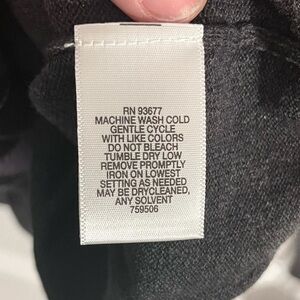 RN 93677
MACHINE WASH COLD
GENTLE CYCLE
WITH LIKE COLORS
DO NOT BLEACH
TUMBLE DRY LOW
REMOVE PROMPTLY
IRON ON LOWEST
SETTING AS NEEDED
MAY BE DRYCLEANED,
ANY SOLVENT
759506